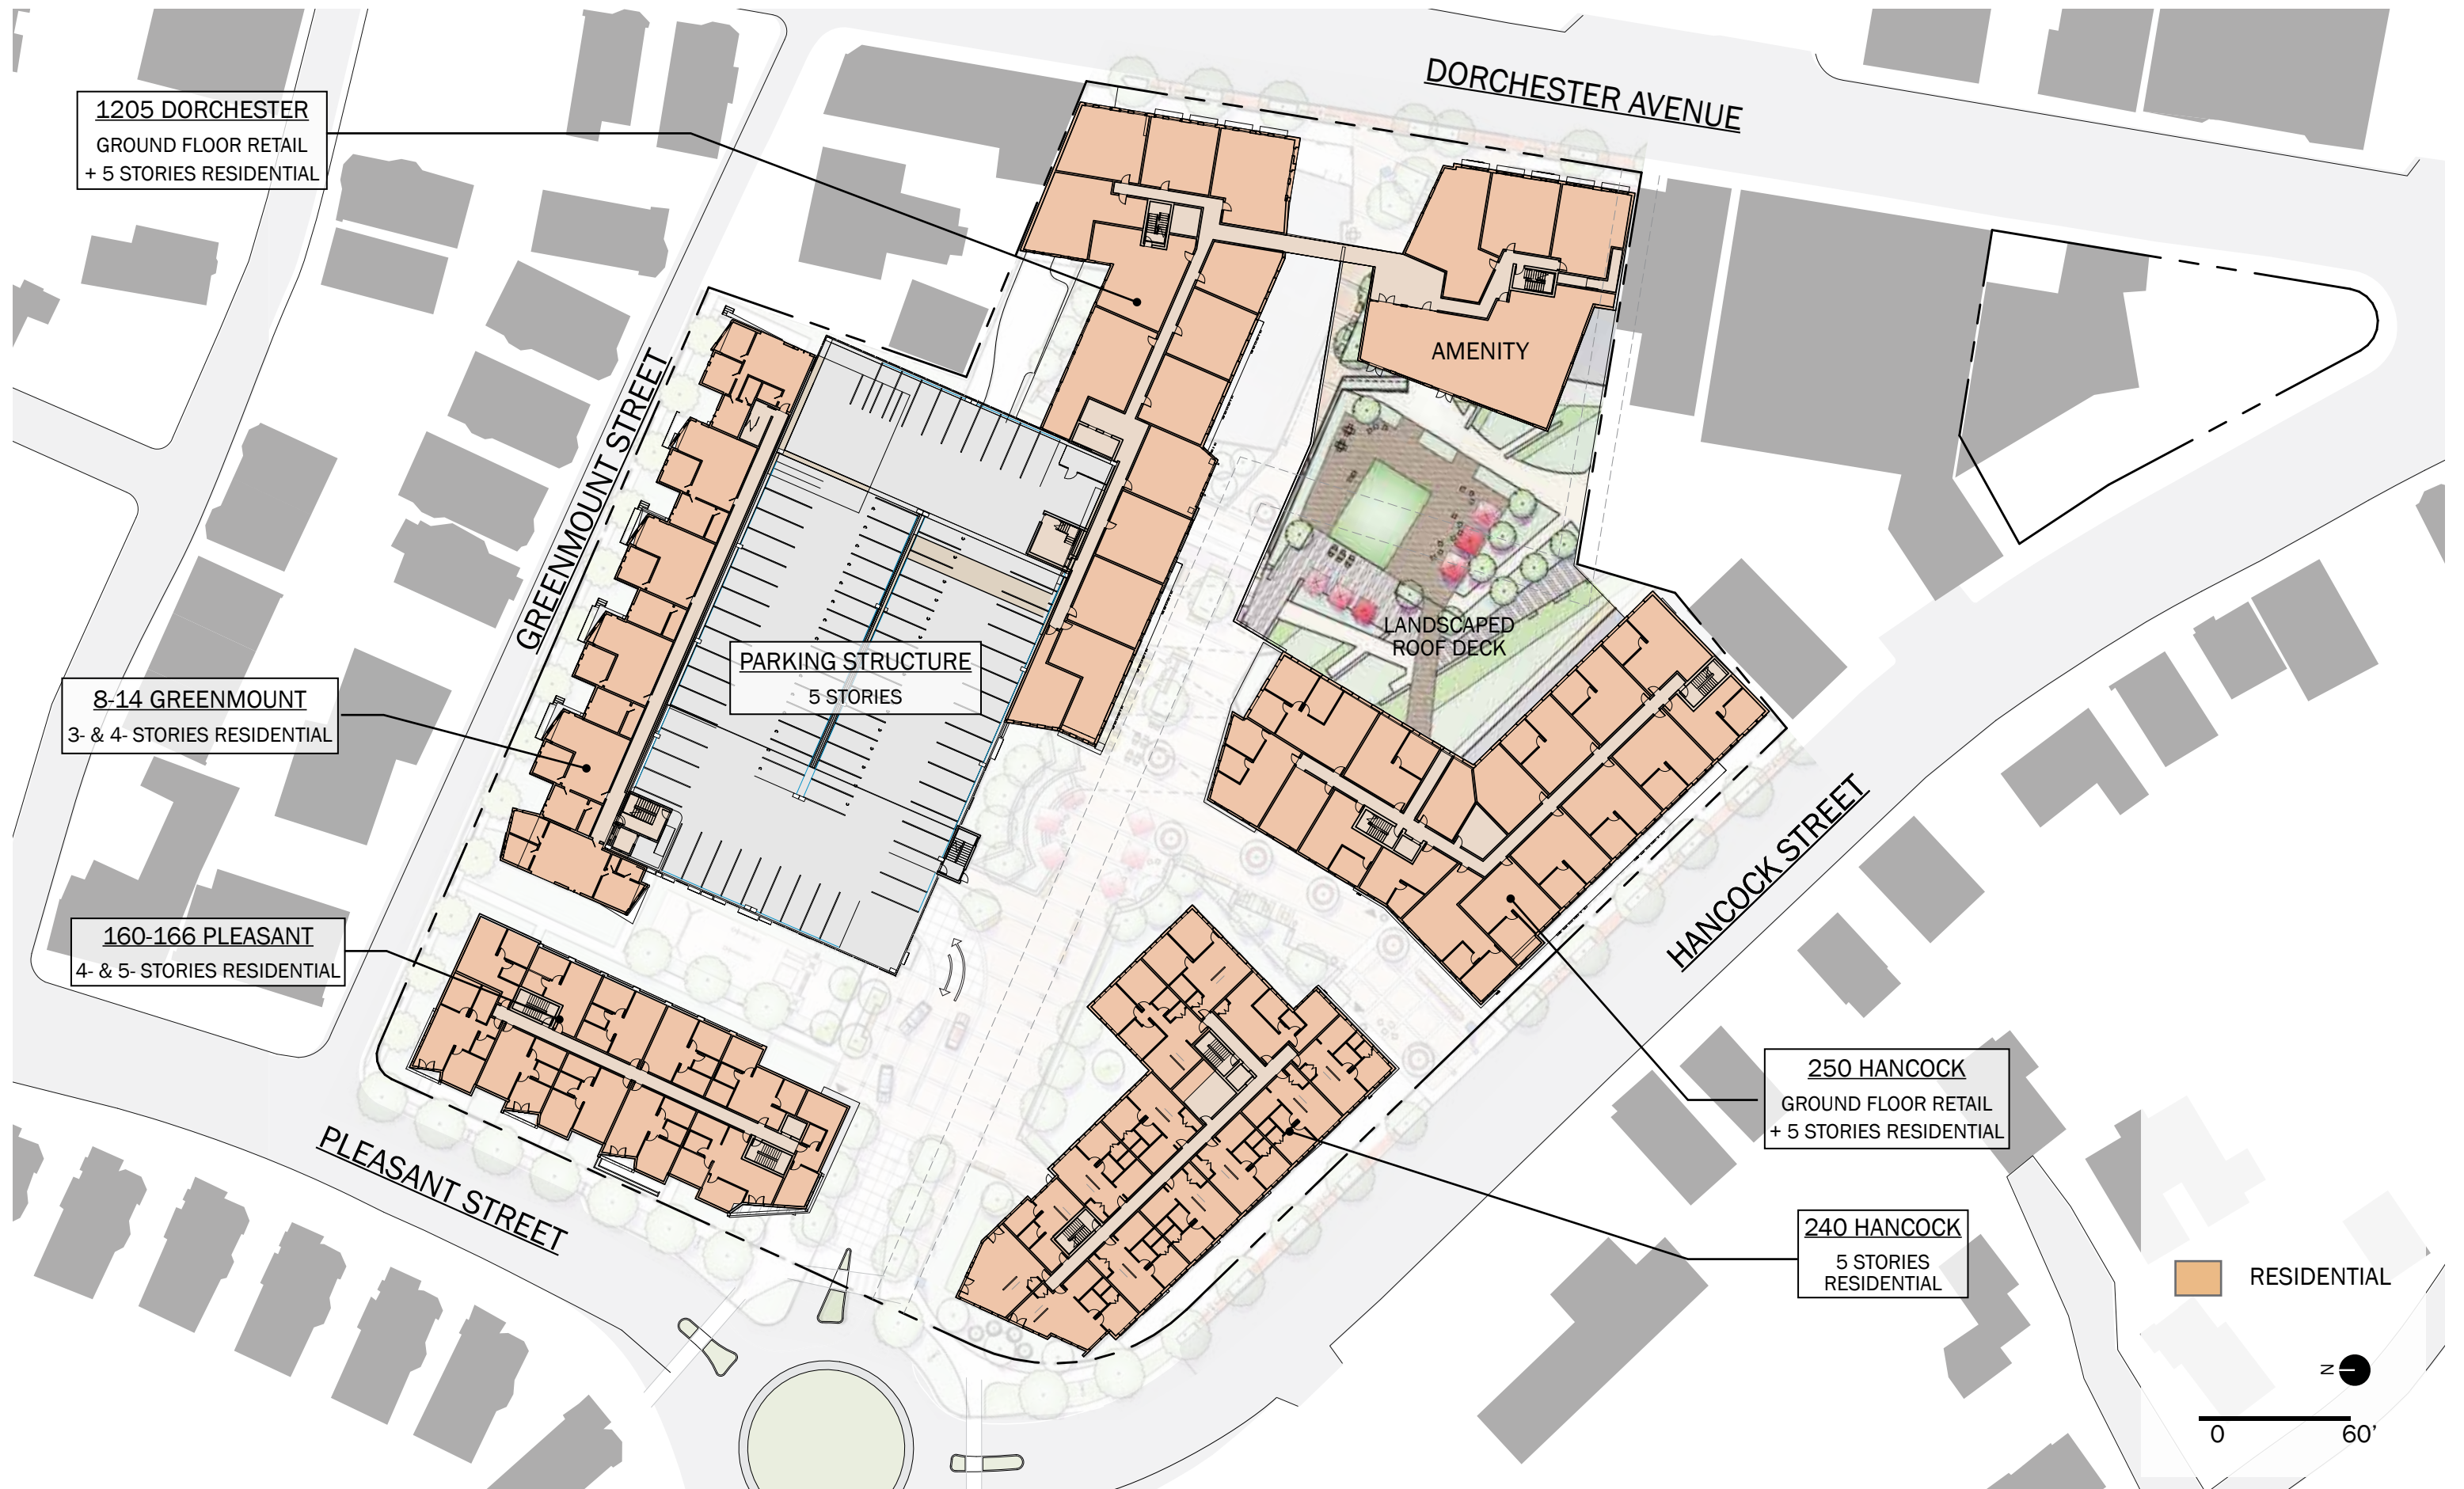 DORCHESTER AVENUE
1205 DORCHESTER
GROUND FLOOR RETAIL
+ 5 STORIES RESIDENTIAL
AMENITY
GREENMOUNT STREET
LANDSCAPED
ROOF DECK
PARKING STRUCTURE
5 STORIES
8-14 GREENMOUNT
3- & 4- STORIES RESIDENTIAL
HANCOCK STREET
160-166 PLEASANT
4- & 5- STORIES RESIDENTIAL
250 HANCOCK
GROUND FLOOR RETAIL
+ 5 STORIES RESIDENTIAL
PLEASANT STREET
240 HANCOCK
5 STORIES
RESIDENTIAL
RESIDENTIAL
N
0 60'